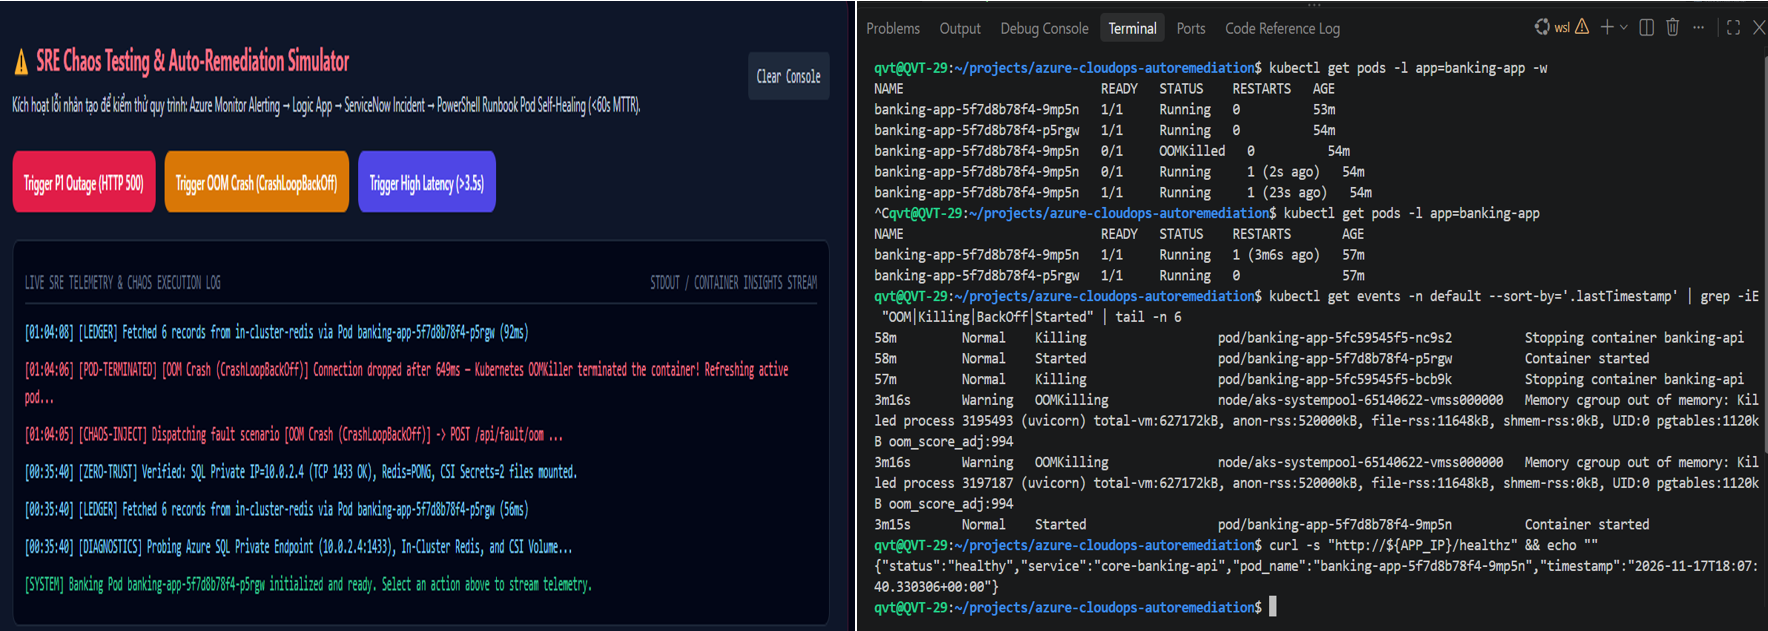 ⚠ SRE Chaos Testing & Auto-Remediation Simulator
Clear Console
Kích hoạt lỗi nhân tạo để kiểm thử quy trình: Azure Monitor Alerting → Logic App → ServiceNow Incident → PowerShell Runbook Pod Self-Healing (<60s MTTR).
Trigger P1 Outage (HTTP 500)
Trigger OOM Crash (CrashLoopBackOff)
Trigger High Latency (>3.5s)
LIVE SRE TELEMETRY & CHAOS EXECUTION LOG
STDOUT / CONTAINER INSIGHTS STREAM
[01:04:08] [LEDGER] Fetched 6 records from in-cluster-redis via Pod banking-app-5f7d8b78f4-p5rgw (92ms)
[01:04:06] [POD-TERMINATED] [OOM Crash (CrashLoopBackOff)] Connection dropped after 649ms — Kubernetes OOMKiller terminated the container! Refreshing active
pod...
[01:04:05] [CHAOS-INJECT] Dispatching fault scenario [OOM Crash (CrashLoopBackOff)] -> POST /api/fault/oom ...
[00:35:40] [ZERO-TRUST] Verified: SQL Private IP=10.0.2.4 (TCP 1433 OK), Redis=PONG, CSI Secrets=2 files mounted.
[00:35:40] [LEDGER] Fetched 6 records from in-cluster-redis via Pod banking-app-5f7d8b78f4-p5rgw (56ms)
[00:35:40] [DIAGNOSTICS] Probing Azure SQL Private Endpoint (10.0.2.4:1433), In-Cluster Redis, and CSI Volume...
[SYSTEM] Banking Pod banking-app-5f7d8b78f4-p5rgw initialized and ready. Select an action above to stream telemetry.
Problems Output Debug Console Terminal Ports Code Reference Log wsl
qvt@QVT-29:~/projects/azure-cloudops-autoremediation$ kubectl get pods -l app=banking-app -w
NAME READY STATUS RESTARTS AGE
banking-app-5f7d8b78f4-9mp5n 1/1 Running 0 53m
banking-app-5f7d8b78f4-p5rgw 1/1 Running 0 54m
banking-app-5f7d8b78f4-9mp5n 0/1 OOMKilled 0 54m
banking-app-5f7d8b78f4-9mp5n 0/1 Running 1 (2s ago) 54m
banking-app-5f7d8b78f4-9mp5n 1/1 Running 1 (23s ago) 54m
^Cqvt@QVT-29:~/projects/azure-cloudops-autoremediation$ kubectl get pods -l app=banking-app
NAME READY STATUS RESTARTS AGE
banking-app-5f7d8b78f4-9mp5n 1/1 Running 1 (3m6s ago) 57m
banking-app-5f7d8b78f4-p5rgw 1/1 Running 0 57m
qvt@QVT-29:~/projects/azure-cloudops-autoremediation$ kubectl get events -n default --sort-by='.lastTimestamp' | grep -iE
"OOM|Killing|BackOff|Started" | tail -n 6
58m Normal Killing pod/banking-app-5fc59545f5-nc9s2 Stopping container banking-api
58m Normal Started pod/banking-app-5f7d8b78f4-p5rgw Container started
57m Normal Killing pod/banking-app-5fc59545f5-bcb9k Stopping container banking-api
3m16s Warning OOMKilling node/aks-systempool-65140622-vmss000000 Memory cgroup out of memory: Kil
led process 3195493 (uvicorn) total-vm:627172kB, anon-rss:520000kB, file-rss:11648kB, shmem-rss:0kB, UID:0 pgtables:1120k
B oom_score_adj:994
3m16s Warning OOMKilling node/aks-systempool-65140622-vmss000000 Memory cgroup out of memory: Kil
led process 3197187 (uvicorn) total-vm:627172kB, anon-rss:520000kB, file-rss:11648kB, shmem-rss:0kB, UID:0 pgtables:1120k
B oom_score_adj:994
3m15s Normal Started pod/banking-app-5f7d8b78f4-9mp5n Container started
qvt@QVT-29:~/projects/azure-cloudops-autoremediation$ curl -s "http://${APP_IP}/healthz" && echo ""
{"status":"healthy","service":"core-banking-api","pod_name":"banking-app-5f7d8b78f4-9mp5n","timestamp":"2026-11-17T18:07:
40.330306+00:00"}
qvt@QVT-29:~/projects/azure-cloudops-autoremediation$